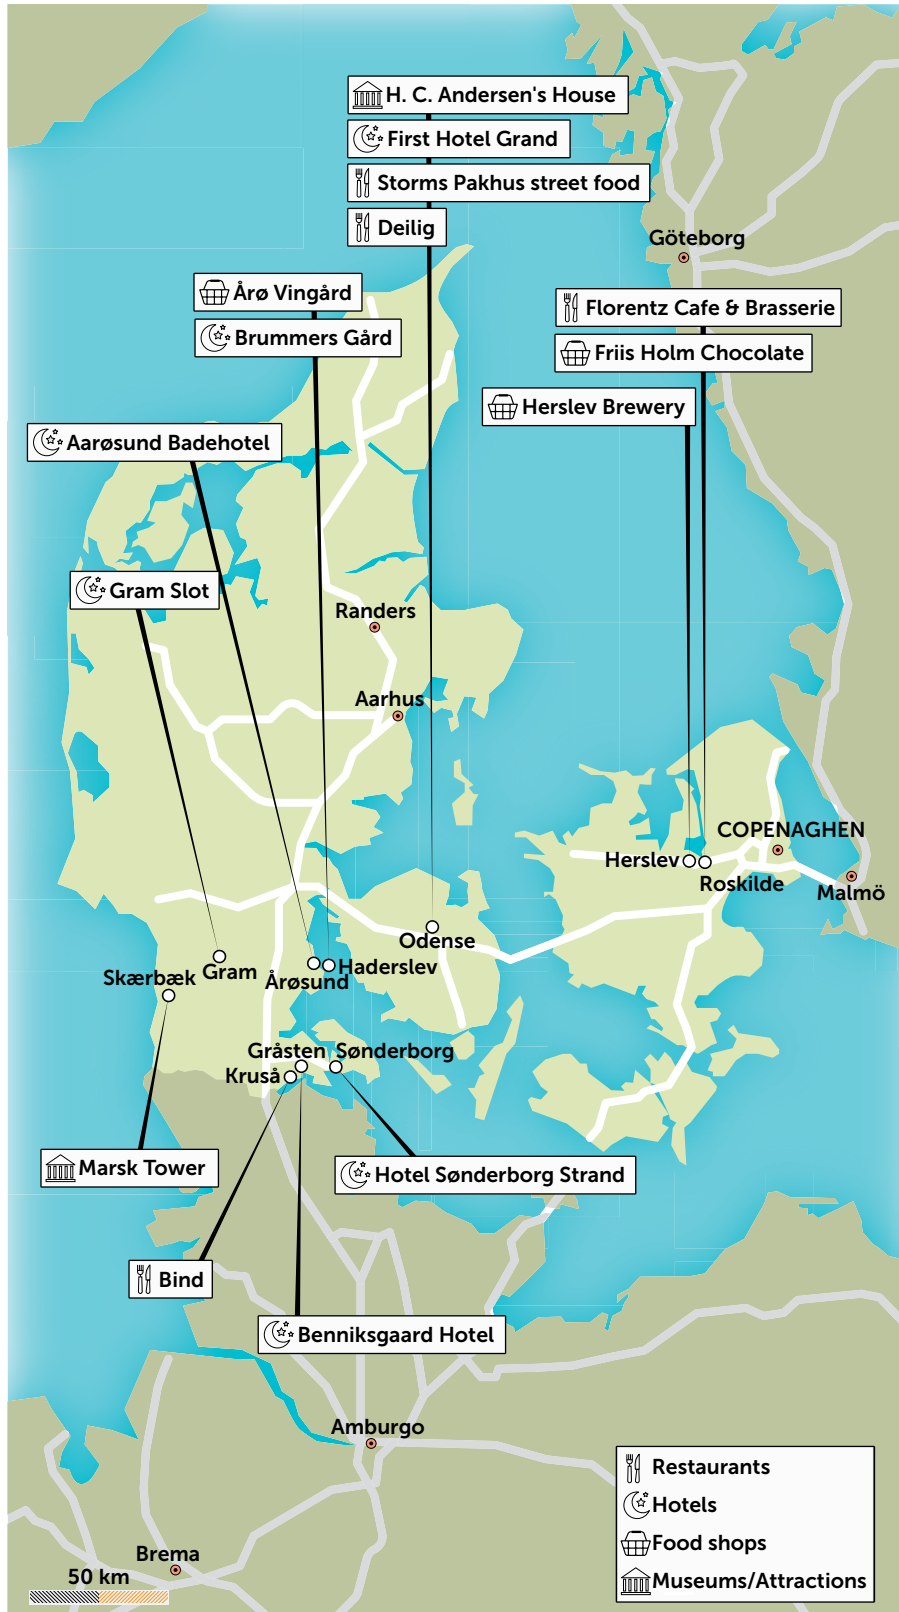 H. C. Andersen's House
First Hotel Grand
Storms Pakhus street food
Deilig
Göteborg
Årø Vingård
Brummers Gård
Florentz Cafe & Brasserie
Friis Holm Chocolate
Herslev Brewery
Aarøsund Badehotel
Gram Slot
Randers
Aarhus
COPENAGHEN
Herslev
Roskilde
Malmö
Odense
Gram
Årøsund
Haderslev
Skærbæk
Gråsten
Sønderborg
Kruså
Marsk Tower
Hotel Sønderborg Strand
Bind
Benniksgaard Hotel
Amburgo
Restaurants
Hotels
Food shops
Museums/Attractions
Brema
50 km